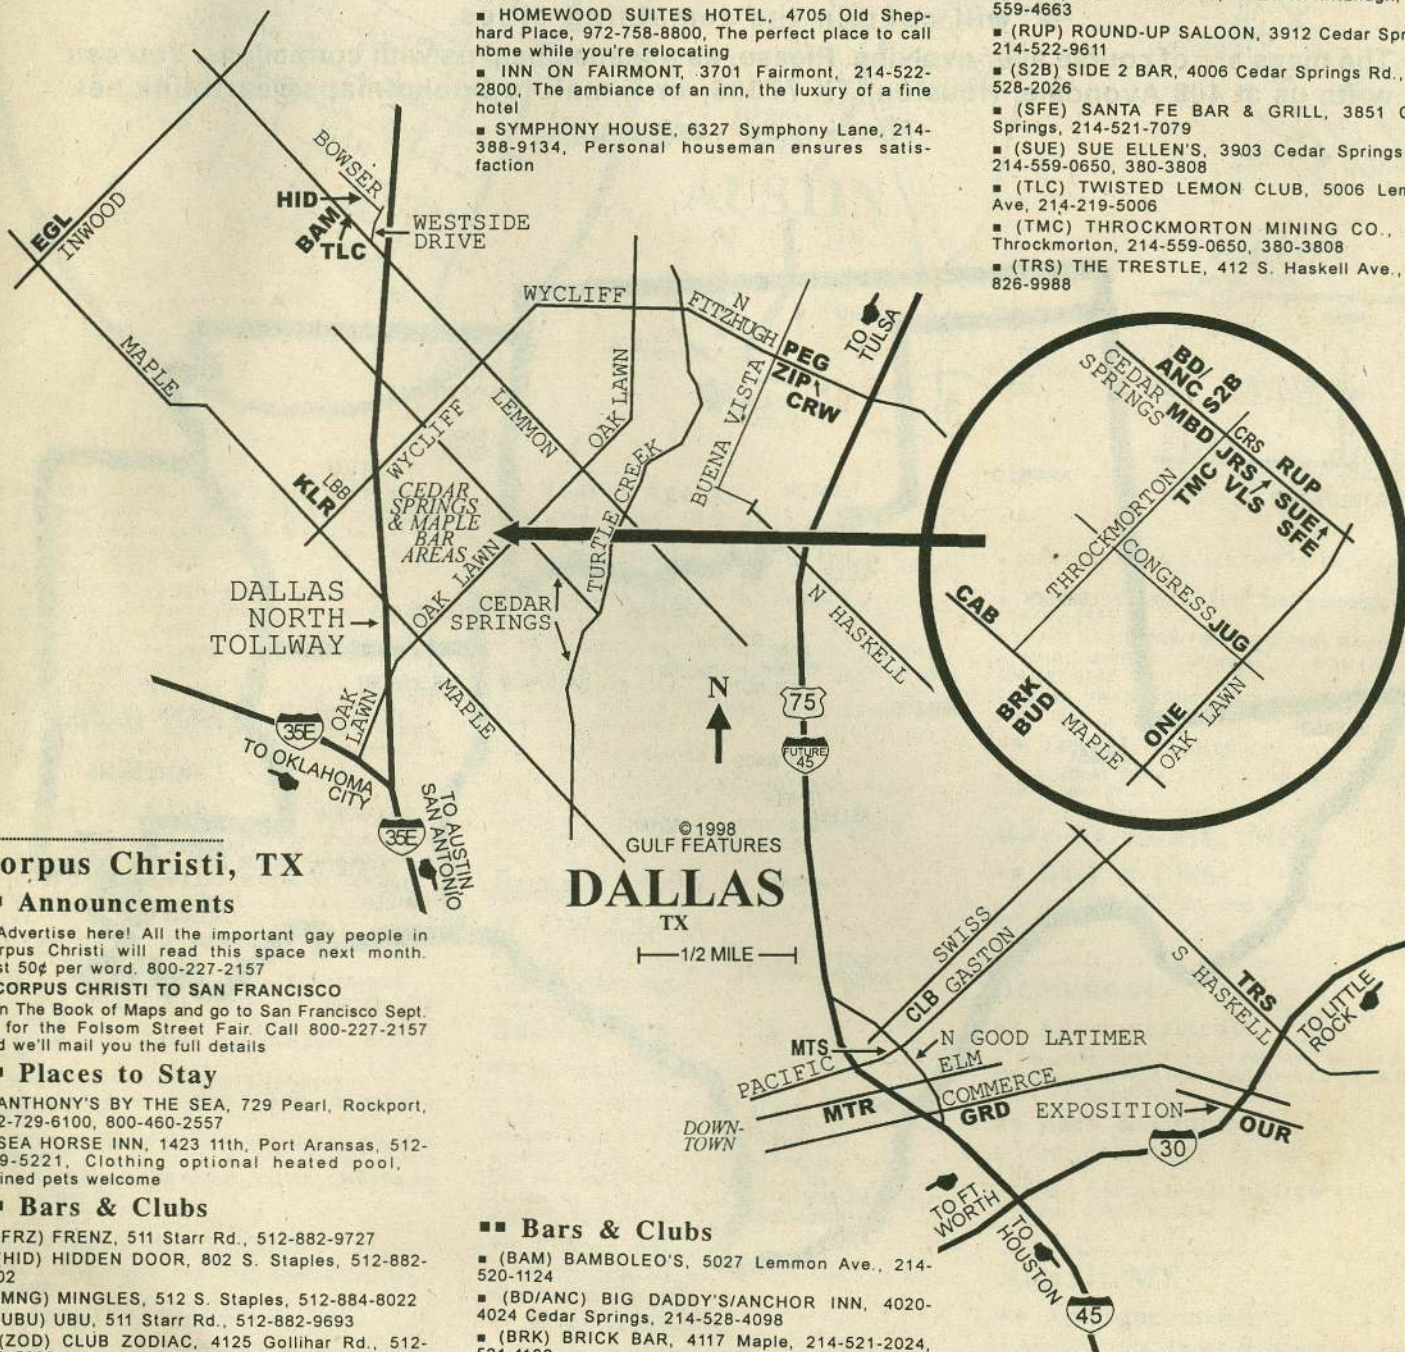 ■ HOMEWOOD SUITES HOTEL, 4705 Old Shep-
hard Place, 972-758-8800, The perfect place to call
home while you're relocating
■ INN ON FAIRMONT, 3701 Fairmont, 214-522-
2800, The ambiance of an inn, the luxury of a fine
hotel
■ SYMPHONY HOUSE, 6327 Symphony Lane, 214-
388-9134, Personal houseman ensures satis-
faction
559-4663
■ (RUP) ROUND-UP SALOON, 3912 Cedar Spr
214-522-9611
■ (S2B) SIDE 2 BAR, 4006 Cedar Springs Rd.,
528-2026
■ (SFE) SANTA FE BAR & GRILL, 3851 C
Springs, 214-521-7079
■ (SUE) SUE ELLEN'S, 3903 Cedar Springs
214-559-0650, 380-3808
■ (TLC) TWISTED LEMON CLUB, 5006 Lem
Ave, 214-219-5006
■ (TMC) THROCKMORTON MINING CO.,
Throckmorton, 214-559-0650, 380-3808
■ (TRS) THE TRESTLE, 412 S. Haskell Ave.,
826-9988
BOWSER
HID
BAM
TLC
WESTSIDE
DRIVE
EGL
INWOOD
MAPLE
WYCLIFF
N
FITZHUGH
PEG
ZIP
CRW
TO
TULSA
BUENA VISTA
OAK LAWN
LEMMON
WYCLIFF
TURTLE CREEK
LBB
KLR
CEDAR
SPRINGS
& MAPLE
BAR
AREAS
OAK LAWN
CEDAR
SPRINGS
DALLAS
NORTH
TOLLWAY
N HASKELL
OAK
LAWN
MAPLE
35E
TO OKLAHOMA
CITY
35E
TO AUSTIN,
SAN ANTONIO
N
75
FUTURE
45
CEDAR
SPRINGS
BD/
ANC
S2B
MBD
CRS
JRS/
VLS
TMC
RUP
SUE
SFE
THROCKMORTON
CONGRESS
JUG
CAB
BRK
BUD
MAPLE
ONE
OAK LAWN
© 1998
GULF FEATURES
DALLAS
TX
1/2 MILE
SWISS
GASTON
CLB
S HASKELL
TRS
TO LITTLE
ROCK
MTS
N GOOD LATIMER
PACIFIC
ELM
COMMERCE
MTR
GRD
EXPOSITION
OUR
DOWN-
TOWN
30
TO FT.
WORTH
TO
HOUSTON
45
orpus Christi, TX
Announcements
Advertise here! All the important gay people in
rpus Christi will read this space next month.
st 50¢ per word. 800-227-2157
CORPUS CHRISTI TO SAN FRANCISCO
n The Book of Maps and go to San Francisco Sept.
for the Folsom Street Fair. Call 800-227-2157
d we'll mail you the full details
Places to Stay
ANTHONY'S BY THE SEA, 729 Pearl, Rockport,
2-729-6100, 800-460-2557
SEA HORSE INN, 1423 11th, Port Aransas, 512-
9-5221, Clothing optional heated pool,
ined pets welcome
Bars & Clubs
FRZ) FRENZ, 511 Starr Rd., 512-882-9727
HID) HIDDEN DOOR, 802 S. Staples, 512-882-
02
MNG) MINGLES, 512 S. Staples, 512-884-8022
UBU) UBU, 511 Starr Rd., 512-882-9693
(ZOD) CLUB ZODIAC, 4125 Gollihar Rd., 512-
■■ Bars & Clubs
■ (BAM) BAMBOLEO'S, 5027 Lemmon Ave., 214-
520-1124
■ (BD/ANC) BIG DADDY'S/ANCHOR INN, 4020-
4024 Cedar Springs, 214-528-4098
■ (BRK) BRICK BAR, 4117 Maple, 214-521-2024,